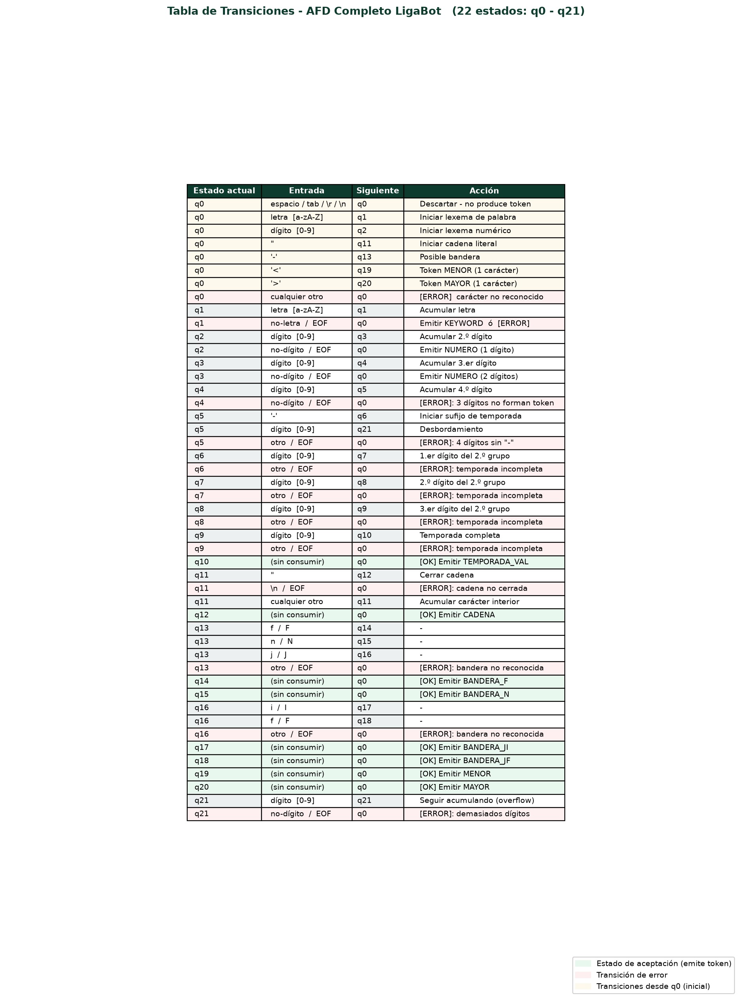 Tabla de Transiciones - AFD Completo LigaBot (22 estados: q0 - q21)
Estado actual Entrada Siguiente Acción
q0 espacio / tab / \r / \n q0 Descartar - no produce token
q0 letra [a-zA-Z] q1 Iniciar lexema de palabra
q0 dígito [0-9] q2 Iniciar lexema numérico
q0 " q11 Iniciar cadena literal
q0 '-' q13 Posible bandera
q0 '<' q19 Token MENOR (1 carácter)
q0 '>' q20 Token MAYOR (1 carácter)
q0 cualquier otro q0 [ERROR] carácter no reconocido
q1 letra [a-zA-Z] q1 Acumular letra
q1 no-letra / EOF q0 Emitir KEYWORD ó [ERROR]
q2 dígito [0-9] q3 Acumular 2.º dígito
q2 no-dígito / EOF q0 Emitir NUMERO (1 dígito)
q3 dígito [0-9] q4 Acumular 3.er dígito
q3 no-dígito / EOF q0 Emitir NUMERO (2 dígitos)
q4 dígito [0-9] q5 Acumular 4.º dígito
q4 no-dígito / EOF q0 [ERROR]: 3 dígitos no forman token
q5 '-' q6 Iniciar sufijo de temporada
q5 dígito [0-9] q21 Desbordamiento
q5 otro / EOF q0 [ERROR]: 4 dígitos sin "-"
q6 dígito [0-9] q7 1.er dígito del 2.º grupo
q6 otro / EOF q0 [ERROR]: temporada incompleta
q7 dígito [0-9] q8 2.º dígito del 2.º grupo
q7 otro / EOF q0 [ERROR]: temporada incompleta
q8 dígito [0-9] q9 3.er dígito del 2.º grupo
q8 otro / EOF q0 [ERROR]: temporada incompleta
q9 dígito [0-9] q10 Temporada completa
q9 otro / EOF q0 [ERROR]: temporada incompleta
q10 (sin consumir) q0 [OK] Emitir TEMPORADA_VAL
q11 " q12 Cerrar cadena
q11 \n / EOF q0 [ERROR]: cadena no cerrada
q11 cualquier otro q11 Acumular carácter interior
q12 (sin consumir) q0 [OK] Emitir CADENA
q13 f / F q14 -
q13 n / N q15 -
q13 j / J q16 -
q13 otro / EOF q0 [ERROR]: bandera no reconocida
q14 (sin consumir) q0 [OK] Emitir BANDERA_F
q15 (sin consumir) q0 [OK] Emitir BANDERA_N
q16 i / I q17 -
q16 f / F q18 -
q16 otro / EOF q0 [ERROR]: bandera no reconocida
q17 (sin consumir) q0 [OK] Emitir BANDERA_JI
q18 (sin consumir) q0 [OK] Emitir BANDERA_JF
q19 (sin consumir) q0 [OK] Emitir MENOR
q20 (sin consumir) q0 [OK] Emitir MAYOR
q21 dígito [0-9] q21 Seguir acumulando (overflow)
q21 no-dígito / EOF q0 [ERROR]: demasiados dígitos
Estado de aceptación (emite token)
Transición de error
Transiciones desde q0 (inicial)